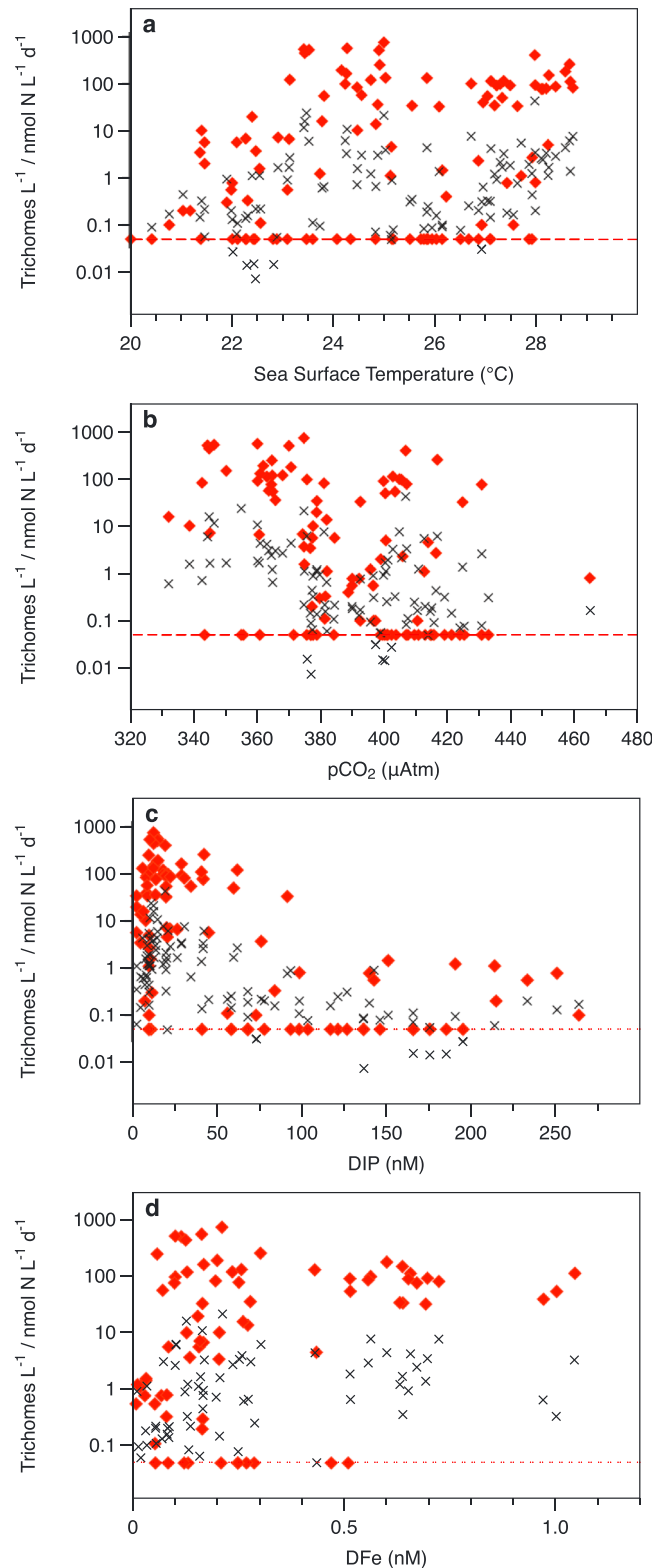 a
1000
100
10
1
0.1
0.01
Trichomes L⁻¹ / nmol N L⁻¹ d⁻¹
20 22 24 26 28
Sea Surface Temperature (°C)
b
1000
100
10
1
0.1
0.01
Trichomes L⁻¹ / nmol N L⁻¹ d⁻¹
320 340 360 380 400 420 440 460 480
pCO₂ (µAtm)
c
1000
100
10
1
0.1
0.01
Trichomes L⁻¹ / nmol N L⁻¹ d⁻¹
0 50 100 150 200 250
DIP (nM)
d
1000
100
10
1
0.1
Trichomes L⁻¹ / nmol N L⁻¹ d⁻¹
0 0.5 1.0
DFe (nM)